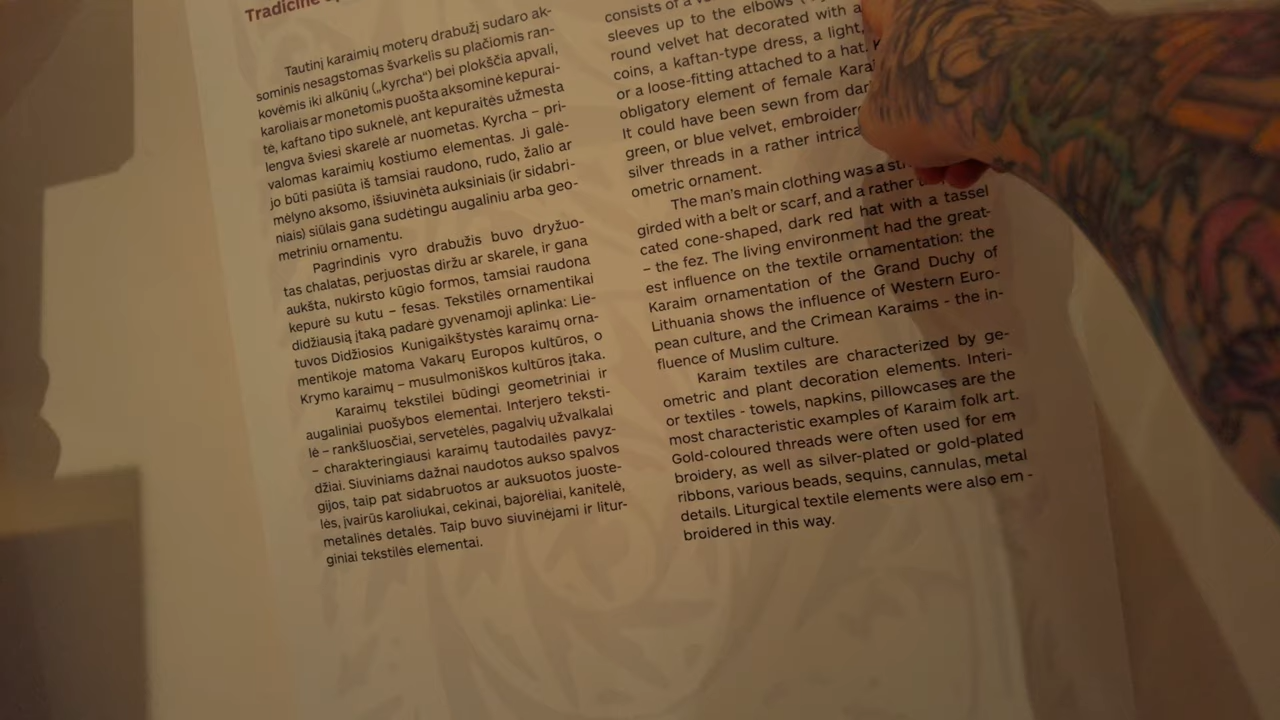 Tradicinė
Tautinį karaimių moterų drabužį sudaro ak-
sominis nesagstomas švarkelis su plačiomis ran-
kovėmis iki alkūnių („kyrcha“) bei plokščia apvali,
karoliais ar monetomis puošta aksominė kepurai-
tė, kaftano tipo suknelė, ant kepuraitės užmesta
lengva šviesi skarelė ar nuometas. Kyrcha – pri-
valomas karaimių kostiumo elementas. Ji galė-
jo būti pasiūta iš tamsiai raudono, rudo, žalio ar
mėlyno aksomo, išsiuvinėta auksiniais (ir sidabri-
niais) siūlais gana sudėtingu augaliniu arba geo-
metriniu ornamentu.
Pagrindinis vyro drabužis buvo dryžuo-
tas chalatas, perjuostas diržu ar skarele, ir gana
aukšta, nukirsto kūgio formos, tamsiai raudona
kepurė su kutu – fesas. Tekstilės ornamentikai
didžiausią įtaką padarė gyvenamoji aplinka: Lie-
tuvos Didžiosios Kunigaikštystės karaimų orna-
mentikoje matoma Vakarų Europos kultūros, o
Krymo karaimų – musulmoniškos kultūros įtaka.
Karaimų tekstilei būdingi geometriniai ir
augaliniai puošybos elementai. Interjero teksti-
lė – rankšluosčiai, servetėlės, pagalvių užvalkalai
– charakteringiausi karaimų tautodailės pavyz-
džiai. Siuviniams dažnai naudotos aukso spalvos
gijos, taip pat sidabruotos ar auksuotos juoste-
lės, įvairūs karoliukai, cekinai, bajorėliai, kanitelė,
metalinės detalės. Taip buvo siuvinėjami ir litur-
giniai tekstilės elementai.
consists of a
sleeves up to the elbows
round velvet hat decorated with a
coins, a kaftan-type dress, a light,
or a loose-fitting attached to a hat.
obligatory element of female
It could have been sewn from
green, or blue velvet,
silver threads in a rather
ometric ornament.
The man's main clothing was a
girded with a belt or scarf, and a rather
cated cone-shaped, dark red hat with a tassel
– the fez. The living environment had the great-
est influence on the textile ornamentation: the
Karaim ornamentation of the Grand Duchy of
Lithuania shows the influence of Western Euro-
pean culture, and the Crimean Karaims - the in-
fluence of Muslim culture.
Karaim textiles are characterized by ge-
ometric and plant decoration elements. Interi-
or textiles - towels, napkins, pillowcases are the
most characteristic examples of Karaim folk art.
Gold-coloured threads were often used for em-
broidery, as well as silver-plated or gold-plated
ribbons, various beads, sequins, cannulas, metal
details. Liturgical textile elements were also em -
broidered in this way.